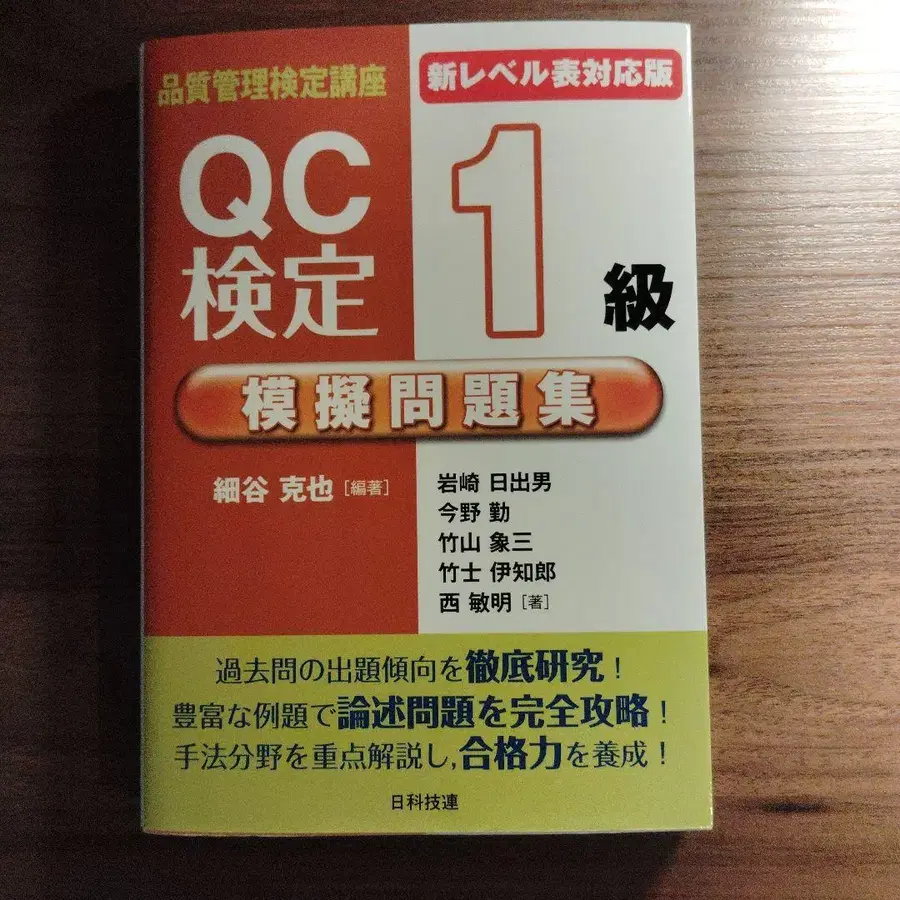 品質管理検定講座
新レベル表対応版
QC
検定
1級
模擬問題集
細谷 克也[編著]
岩崎 日出男
今野 勤
竹山 象三
竹士 伊知郎
西 敏明[著]
過去問の出題傾向を徹底研究！
豊富な例題で論述問題を完全攻略！
手法分野を重点解説し,合格力を養成！
日科技連